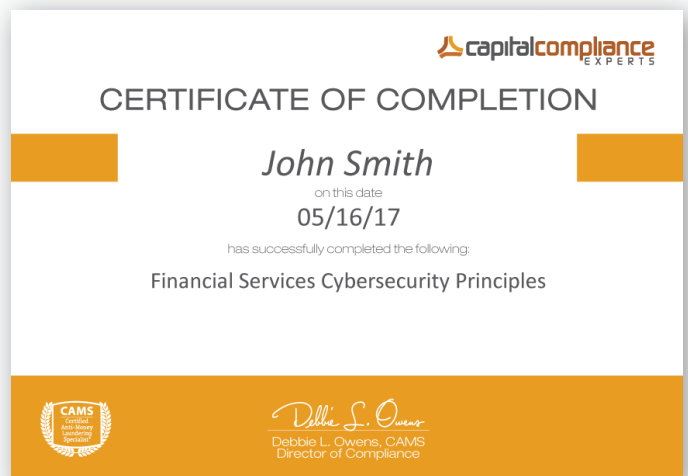 capitalcompliance
EXPERTS
CERTIFICATE OF COMPLETION
John Smith
on this date
05/16/17
has successfully completed the following:
Financial Services Cybersecurity Principles
CAMS
Certified
Anti-Money
Laundering
Specialist®
Debbie L. Owens
Debbie L. Owens, CAMS
Director of Compliance